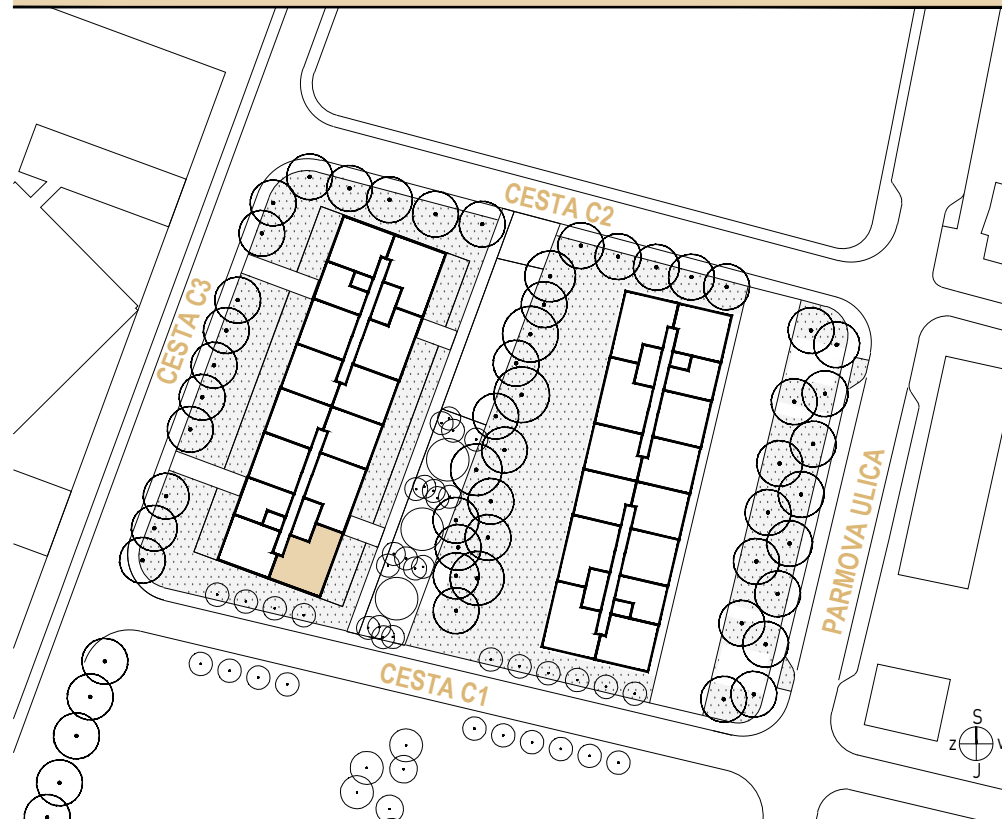 CESTA C2
CESTA C3
PARMOVA ULICA
CESTA C1
S
Z V
J